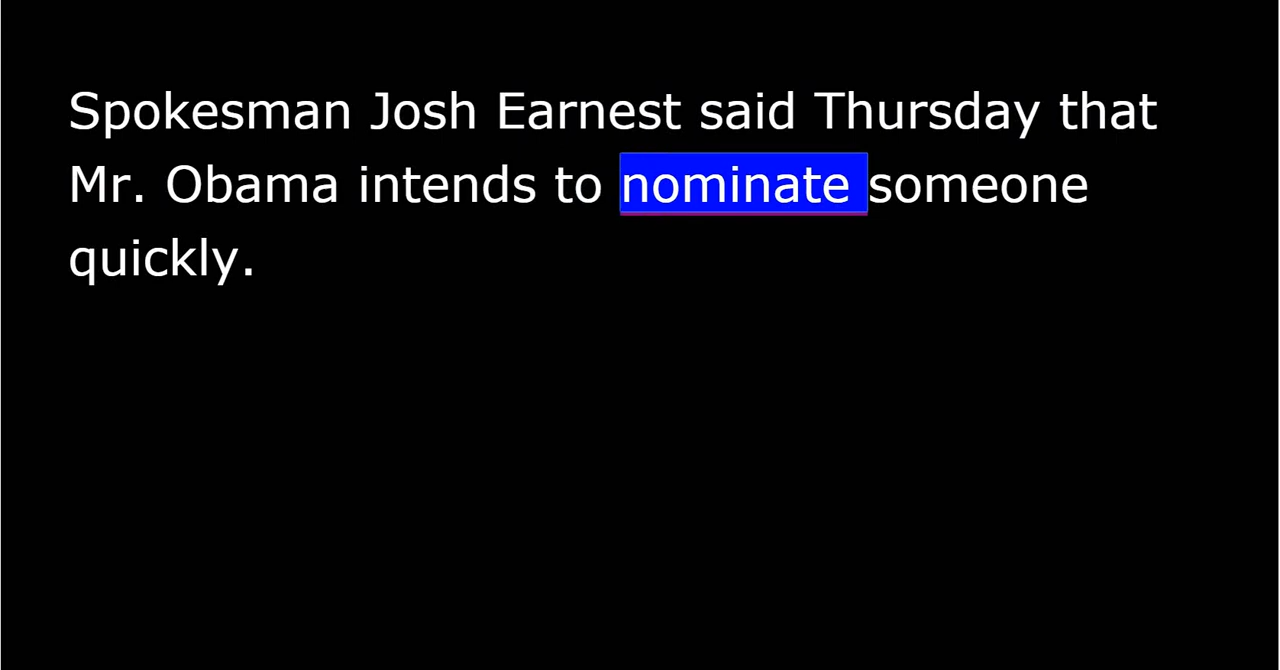 Spokesman Josh Earnest said Thursday that
Mr. Obama intends to nominate someone
quickly.